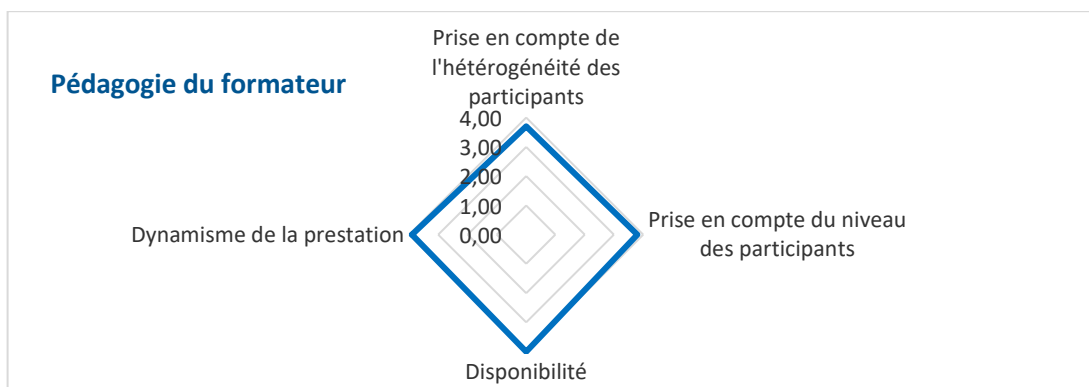 Pédagogie du formateur
Prise en compte de
l'hétérogénéité des
participants
4,00
3,00
2,00
1,00
0,00
Dynamisme de la prestation
Prise en compte du niveau
des participants
Disponibilité